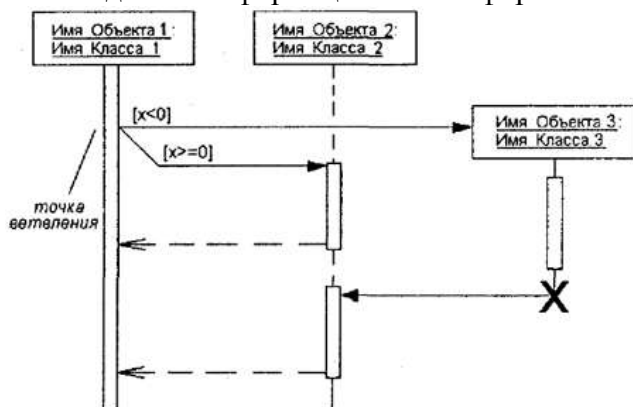 Имя Объекта 1:
Имя Класса 1
Имя Объекта 2:
Имя Класса 2
[x<0]
Имя Объекта 3:
Имя Класса 3
[x>=0]
точка
ветвления
X